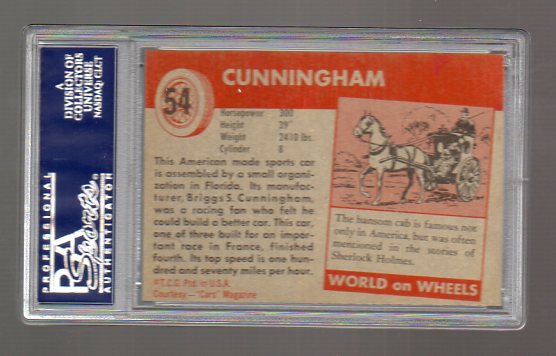 A
DIVISION OF
COLLECTORS
UNIVERSE
NASDAQ: CLCT
PROFESSIONAL
PSA
Sports
AUTHENTICATOR
54
CUNNINGHAM
Horsepower 300
Height 39"
Weight 2410 lbs.
Cylinder 8
This American made sports car
is assembled by a small organ-
ization in Florida. Its manufac-
turer, Briggs S. Cunningham,
was a racing fan who felt he
could build a better car. This car,
one of three built for an impor-
tant race in France, finished
fourth. Its top speed is one hun-
dred and seventy miles per hour.
©T.C.G. Ptd. in U.S.A.
Courtesy—"Cars" Magazine
The hansom cab is famous not
only in America, but was often
mentioned in the stories of
Sherlock Holmes.
WORLD on WHEELS